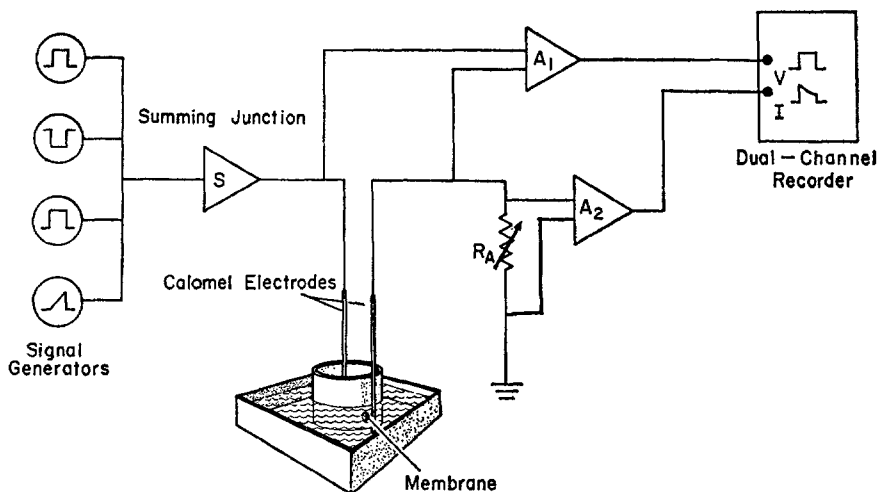 A1
V
I
Dual-Channel
Recorder
Summing Junction
S
A2
RA
Calomel Electrodes
Signal
Generators
Membrane